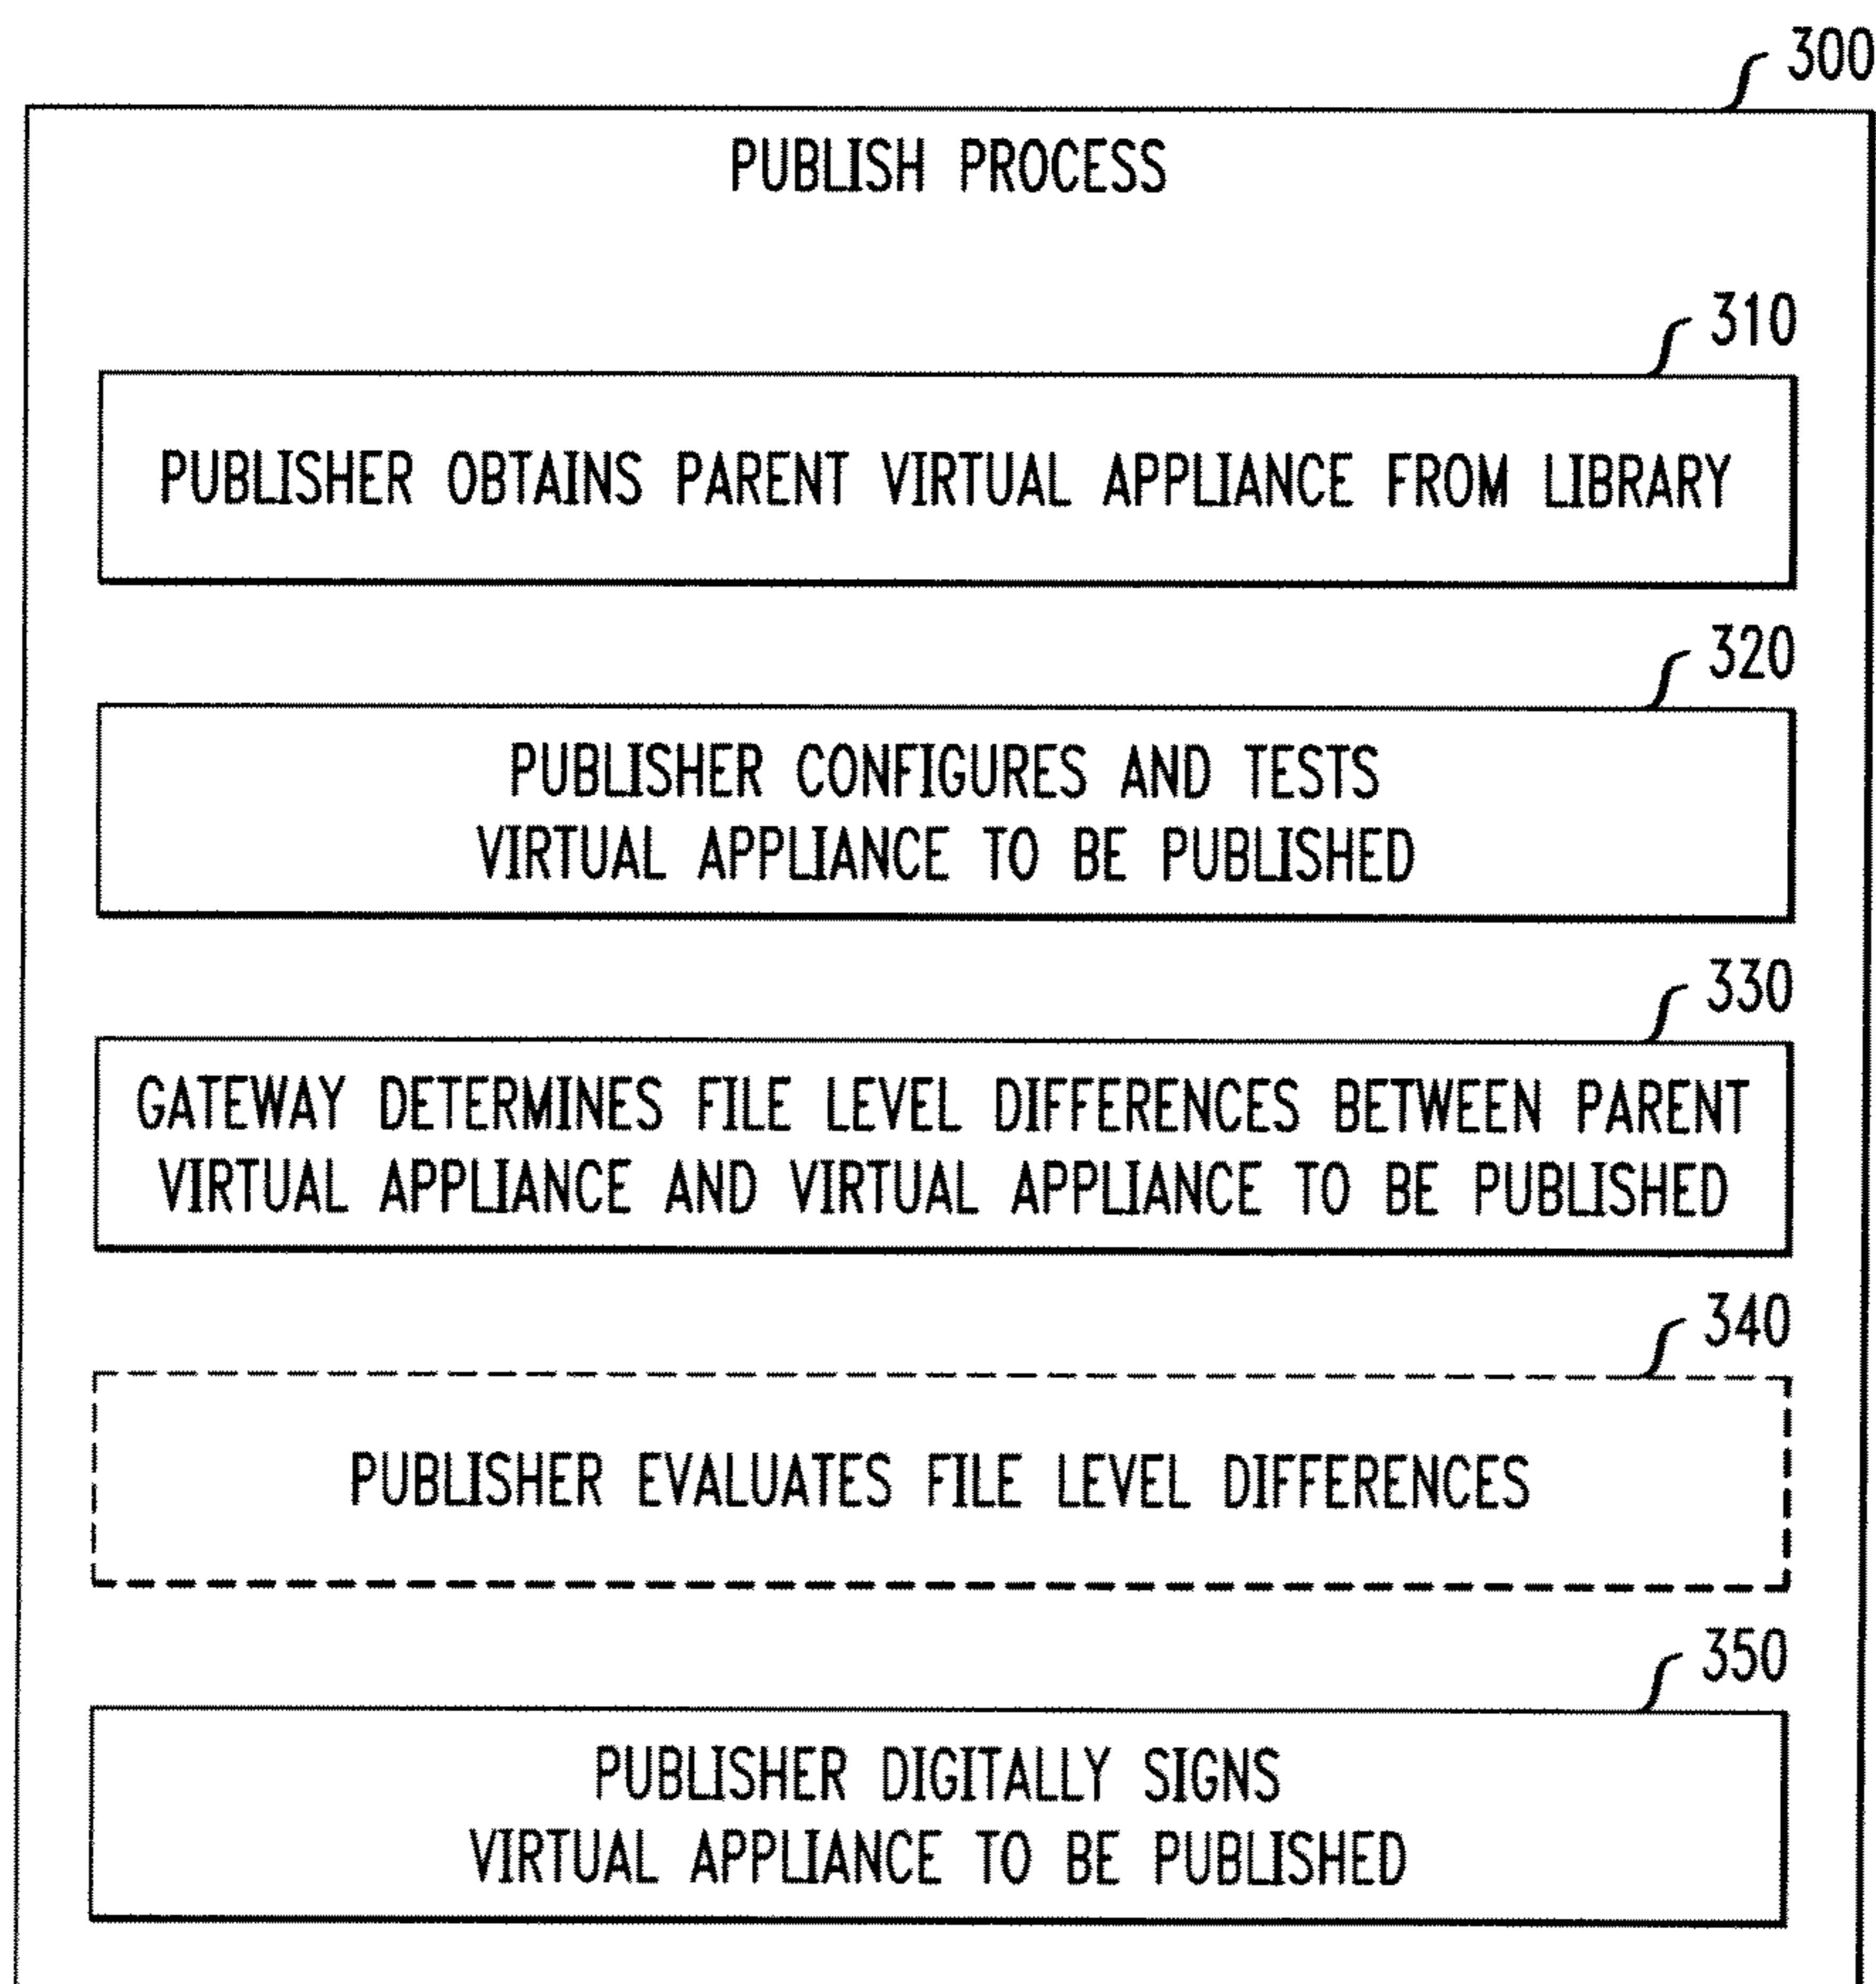 300
PUBLISH PROCESS
310
PUBLISHER OBTAINS PARENT VIRTUAL APPLIANCE FROM LIBRARY
320
PUBLISHER CONFIGURES AND TESTS
VIRTUAL APPLIANCE TO BE PUBLISHED
330
GATEWAY DETERMINES FILE LEVEL DIFFERENCES BETWEEN PARENT
VIRTUAL APPLIANCE AND VIRTUAL APPLIANCE TO BE PUBLISHED
340
PUBLISHER EVALUATES FILE LEVEL DIFFERENCES
350
PUBLISHER DIGITALLY SIGNS
VIRTUAL APPLIANCE TO BE PUBLISHED